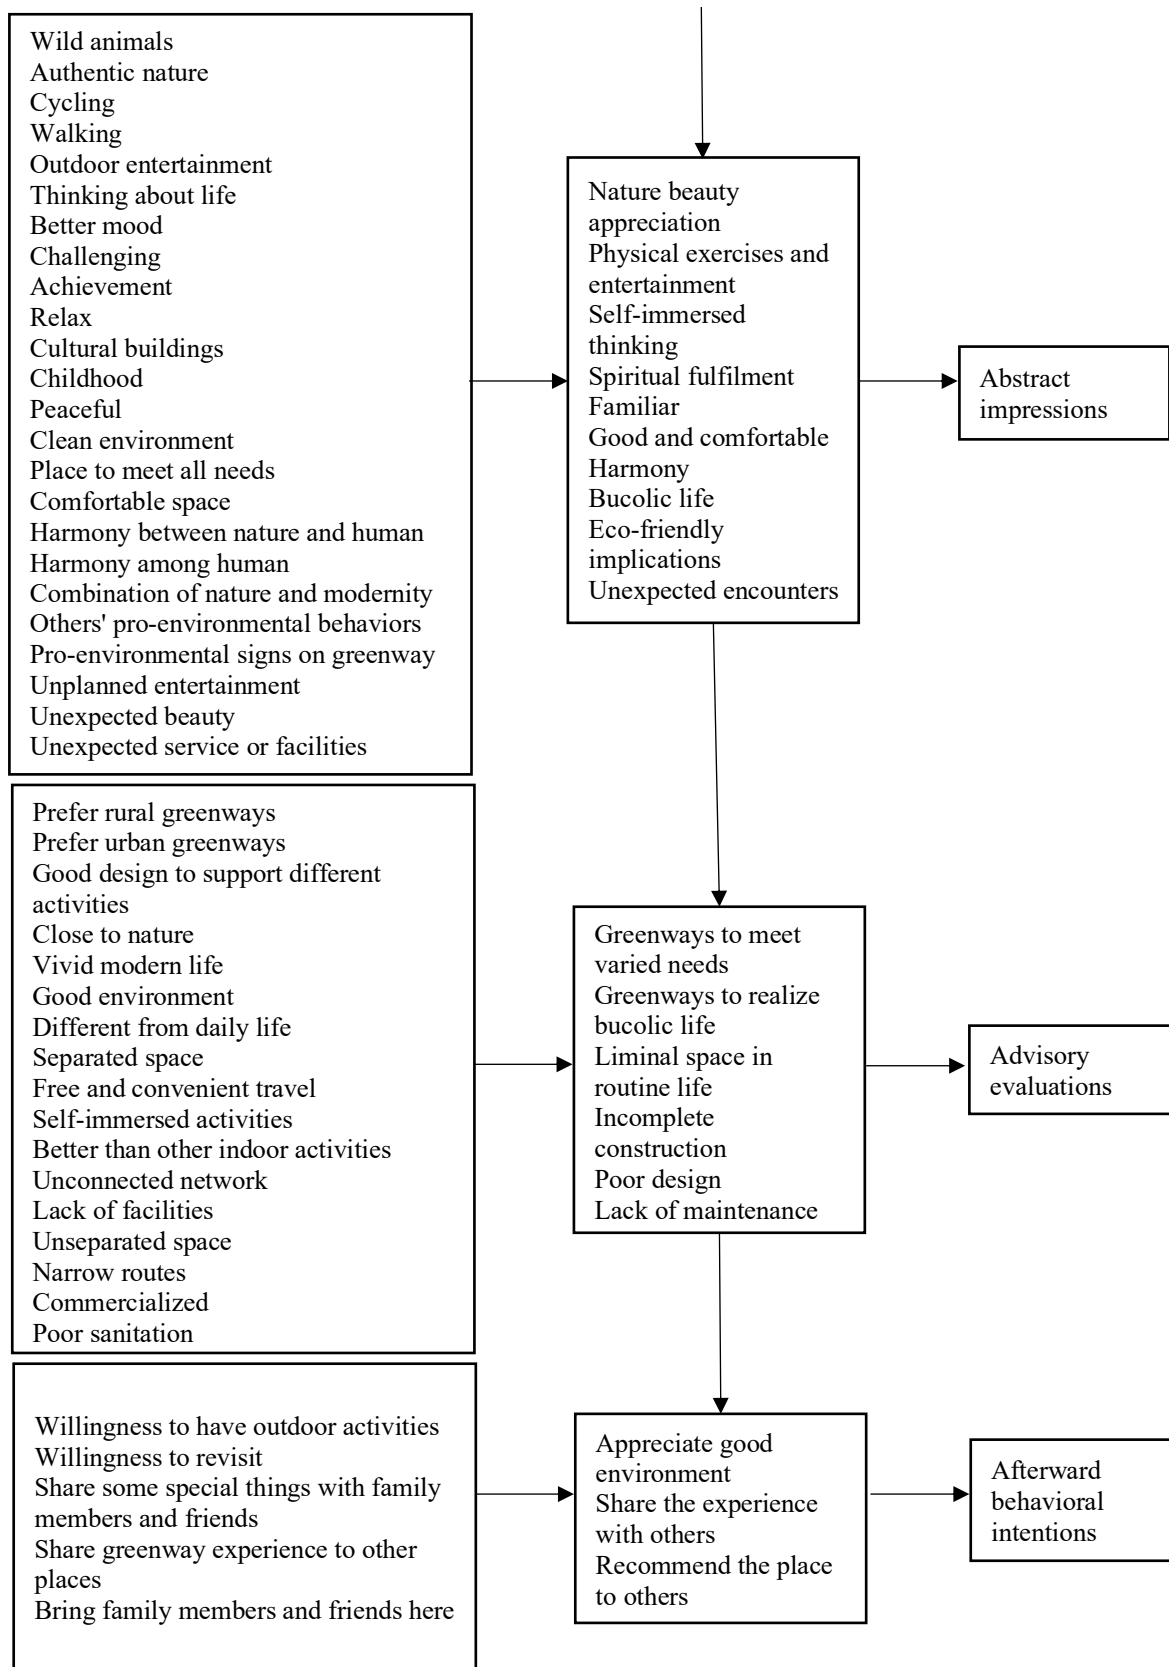 Wild animals
Authentic nature
Cycling
Walking
Outdoor entertainment
Thinking about life
Better mood
Challenging
Achievement
Relax
Cultural buildings
Childhood
Peaceful
Clean environment
Place to meet all needs
Comfortable space
Harmony between nature and human
Harmony among human
Combination of nature and modernity
Others' pro-environmental behaviors
Pro-environmental signs on greenway
Unplanned entertainment
Unexpected beauty
Unexpected service or facilities
Nature beauty
appreciation
Physical exercises and
entertainment
Self-immersed
thinking
Spiritual fulfilment
Familiar
Good and comfortable
Harmony
Bucolic life
Eco-friendly
implications
Unexpected encounters
Abstract
impressions
Prefer rural greenways
Prefer urban greenways
Good design to support different
activities
Close to nature
Vivid modern life
Good environment
Different from daily life
Separated space
Free and convenient travel
Self-immersed activities
Better than other indoor activities
Unconnected network
Lack of facilities
Unseparated space
Narrow routes
Commercialized
Poor sanitation
Greenways to meet
varied needs
Greenways to realize
bucolic life
Liminal space in
routine life
Incomplete
construction
Poor design
Lack of maintenance
Advisory
evaluations
Willingness to have outdoor activities
Willingness to revisit
Share some special things with family
members and friends
Share greenway experience to other
places
Bring family members and friends here
Appreciate good
environment
Share the experience
with others
Recommend the place
to others
Afterward
behavioral
intentions